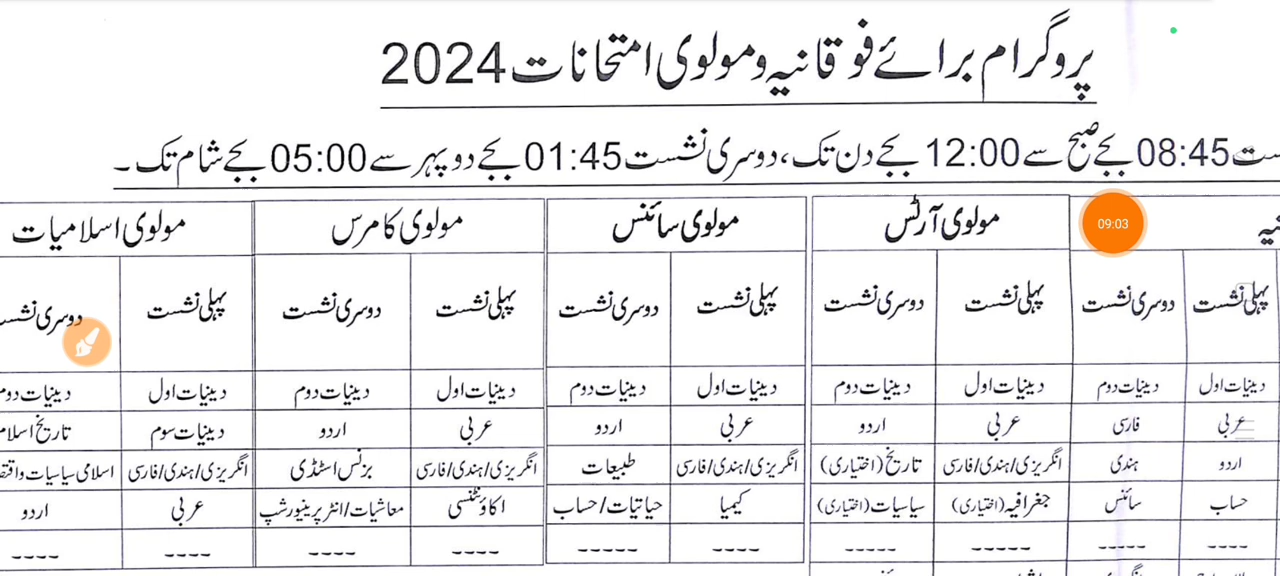 پروگرام برائے فوقانیہ و مولوی امتحانات 2024
08:45 بجے صبح سے 12:00 بجے دن تک، دوسری نشست 01:45 بجے دوپہر سے 05:00 بجے شام تک۔
مولوی آرٹس مولوی سائنس مولوی کامرس مولوی اسلامیات
09:03
پہلی نشست دوسری نشست پہلی نشست دوسری نشست پہلی نشست دوسری نشست پہلی نشست دوسری نشست پہلی نشست دوسری
دینیات اول دینیات دوم دینیات اول دینیات دوم دینیات اول دینیات دوم دینیات اول دینیات دوم دینیات اول دینیات دوم
عربی فارسی عربی اردو عربی اردو عربی اردو دینیات سوم تاریخ اسلام
اردو ہندی انگریزی/ہندی/فارسی تاریخ (اختیاری) انگریزی/ہندی/فارسی طبیعات انگریزی/ہندی/فارسی بزنس اسٹڈی انگریزی/ہندی/فارسی اسلامی سیاسیات
حساب سائنس جغرافیہ (اختیاری) سیاسیات (اختیاری) کیمیا حیاتیات/حساب اکاؤنٹنسی معاشیات/انٹرپرینیورشپ عربی اردو
---- ----- ----- ----- ---- ----- ---- ---- ---- ----